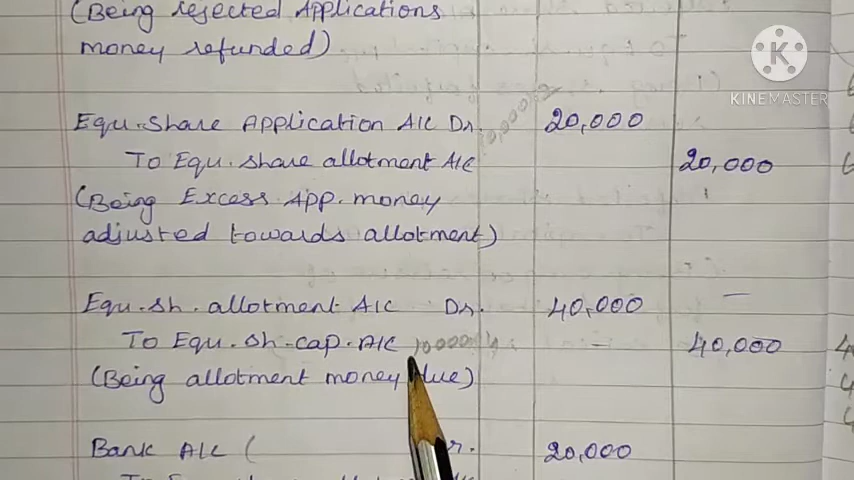 (Being rejected Applications
money refunded)
KINEMASTER
Equ. Share Application A/C Dr. 20,000
To Equ. Share allotment A/C 20,000
(Being Excess App. money
adjusted towards allotment)
Equ. Sh. allotment A/C Dr. 40,000 —
To Equ. Sh. cap. A/C 10000 40,000
(Being allotment money due)
Bank A/C ( r. 20,000